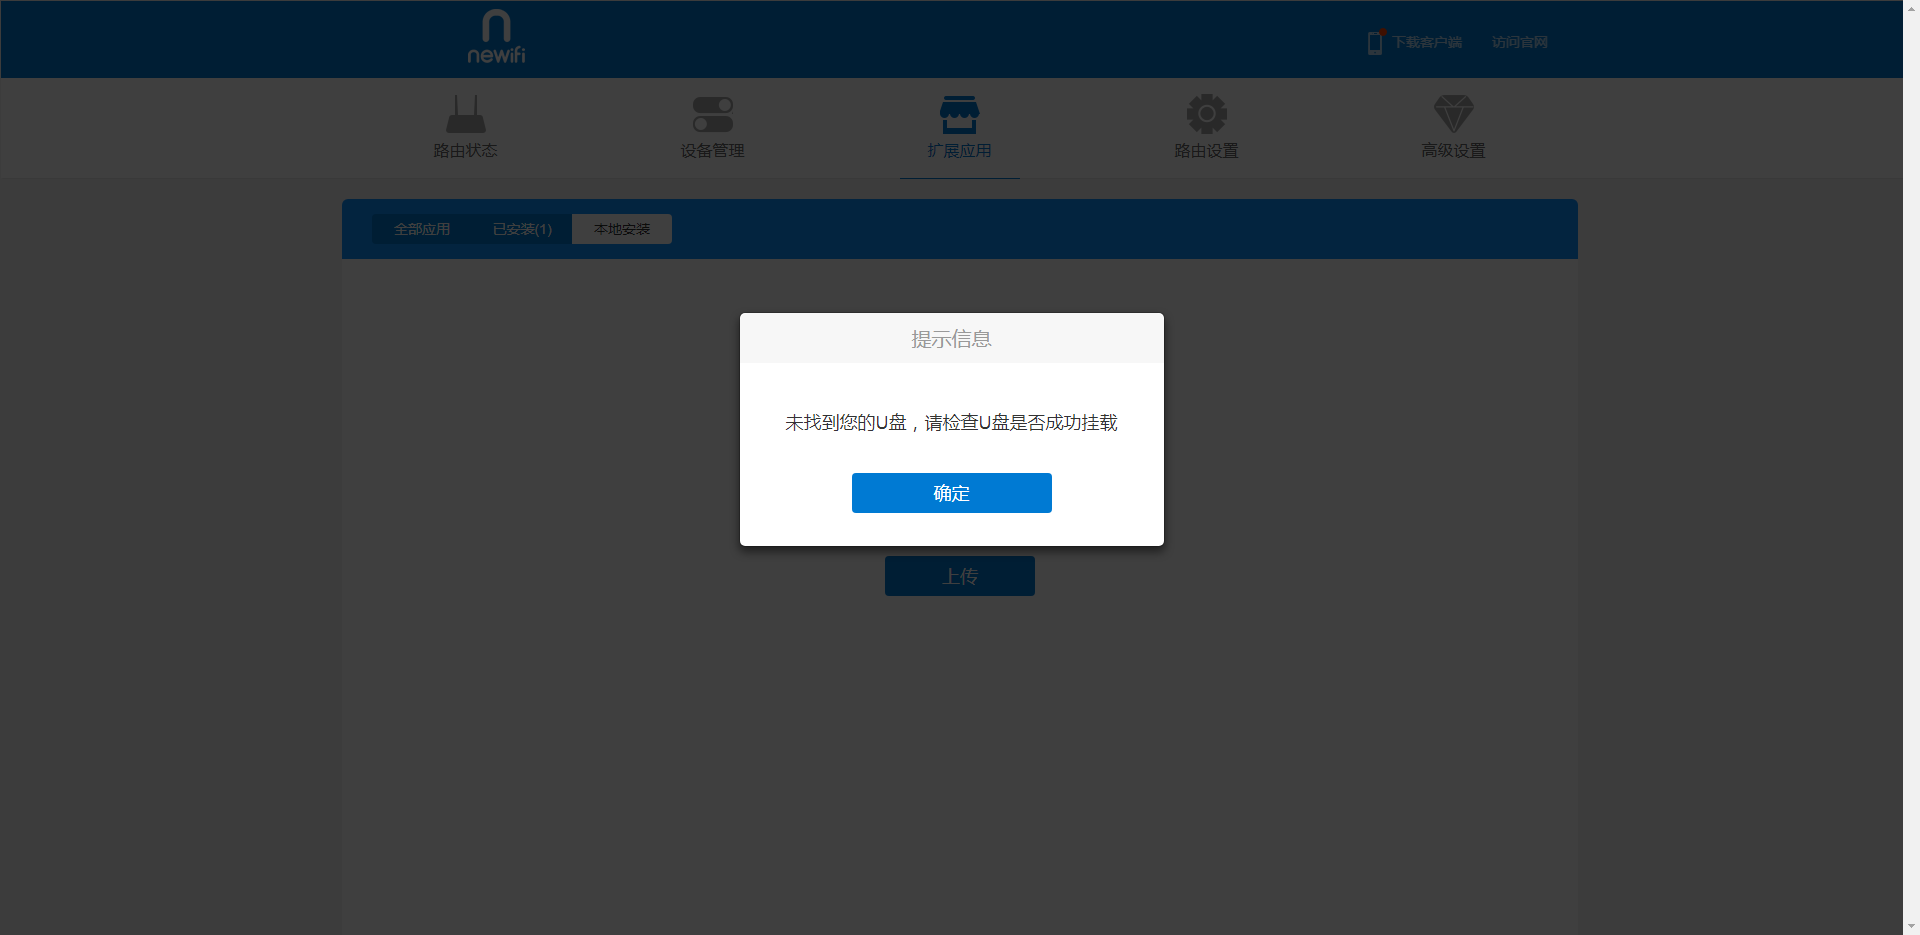 newifi
下载客户端
访问官网
路由状态
设备管理
扩展应用
路由设置
高级设置
全部应用
已安装(1)
本地安装
提示信息
未找到您的U盘，请检查U盘是否成功挂载
确定
上传